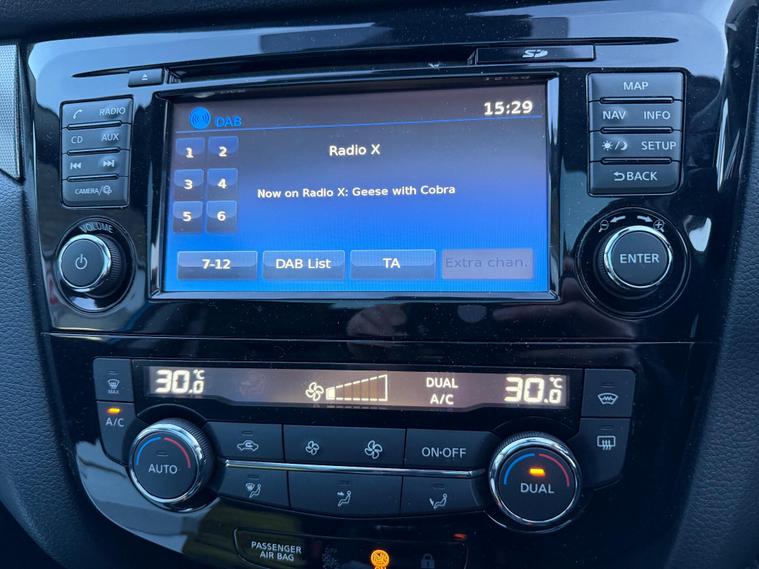 SD
RADIO
CD AUX
CAMERA
VOLUME
DAB
15:29
1 2
3 4
5 6
Radio X
Now on Radio X: Geese with Cobra
7-12
DAB List
TA
Extra chan.
MAP
NAV INFO
SETUP
BACK
ENTER
MAX
A/C
30.0°C
DUAL
A/C
30.0°C
AUTO
ON·OFF
DUAL
PASSENGER
AIR BAG